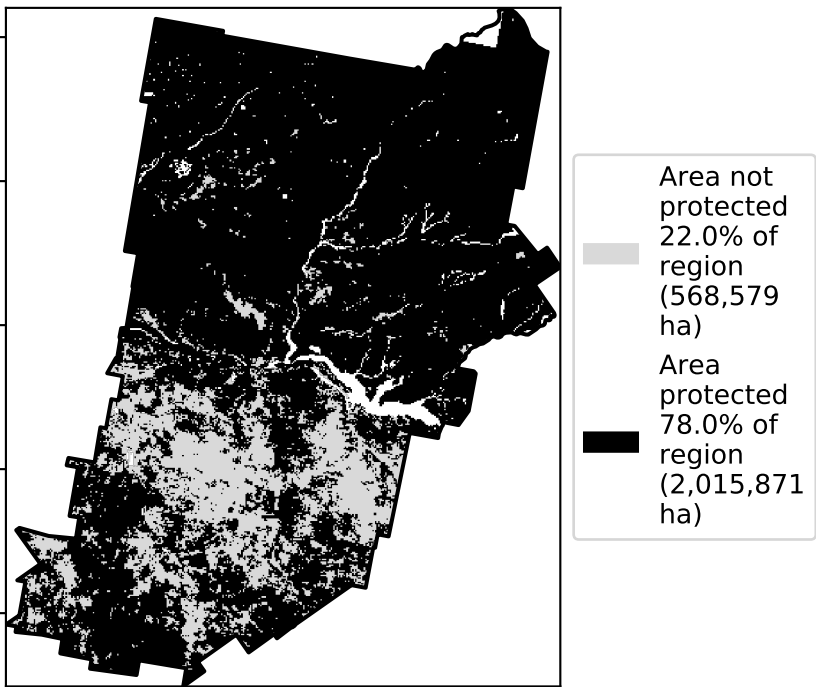 Area not
protected
22.0% of
region
(568,579
ha)
Area
protected
78.0% of
region
(2,015,871
ha)